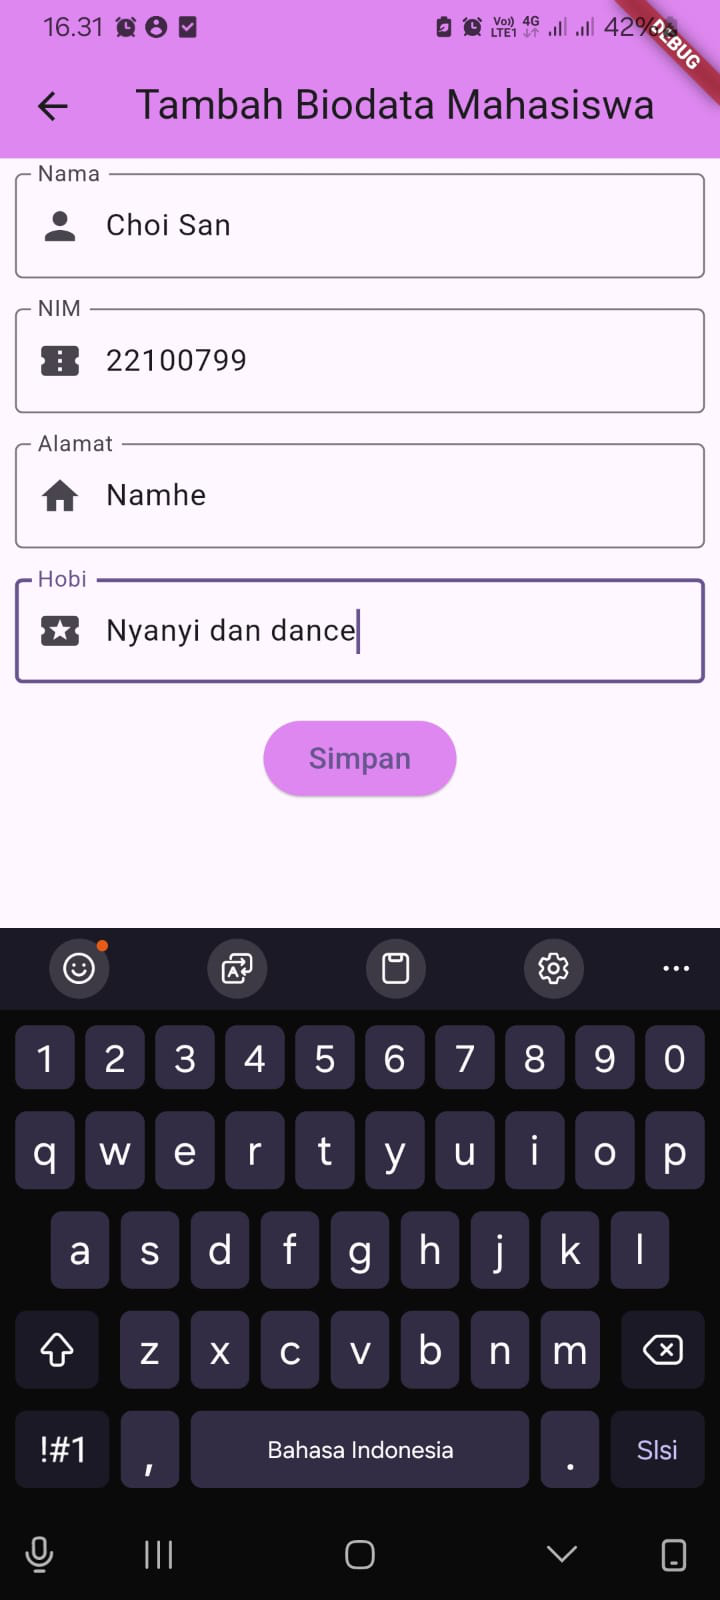 16.31 Vo)) LTE1 4G 42%
DEBUG
Tambah Biodata Mahasiswa
Nama
Choi San
NIM
22100799
Alamat
Namhe
Hobi
Nyanyi dan dance
Simpan
1 2 3 4 5 6 7 8 9 0
q w e r t y u i o p
a s d f g h j k l
z x c v b n m
!#1 , Bahasa Indonesia . Slsi